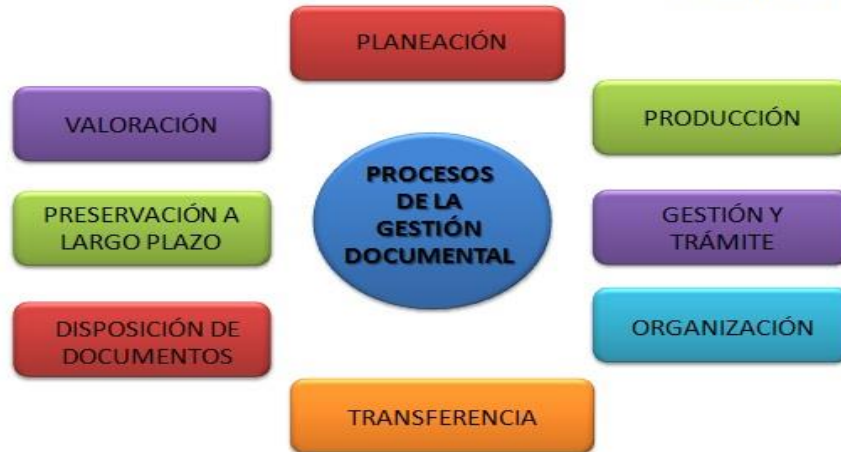 PLANEACIÓN
VALORACIÓN
PRODUCCIÓN
PROCESOS
DE LA
GESTIÓN
DOCUMENTAL
PRESERVACIÓN A
LARGO PLAZO
GESTIÓN Y
TRÁMITE
DISPOSICIÓN DE
DOCUMENTOS
ORGANIZACIÓN
TRANSFERENCIA